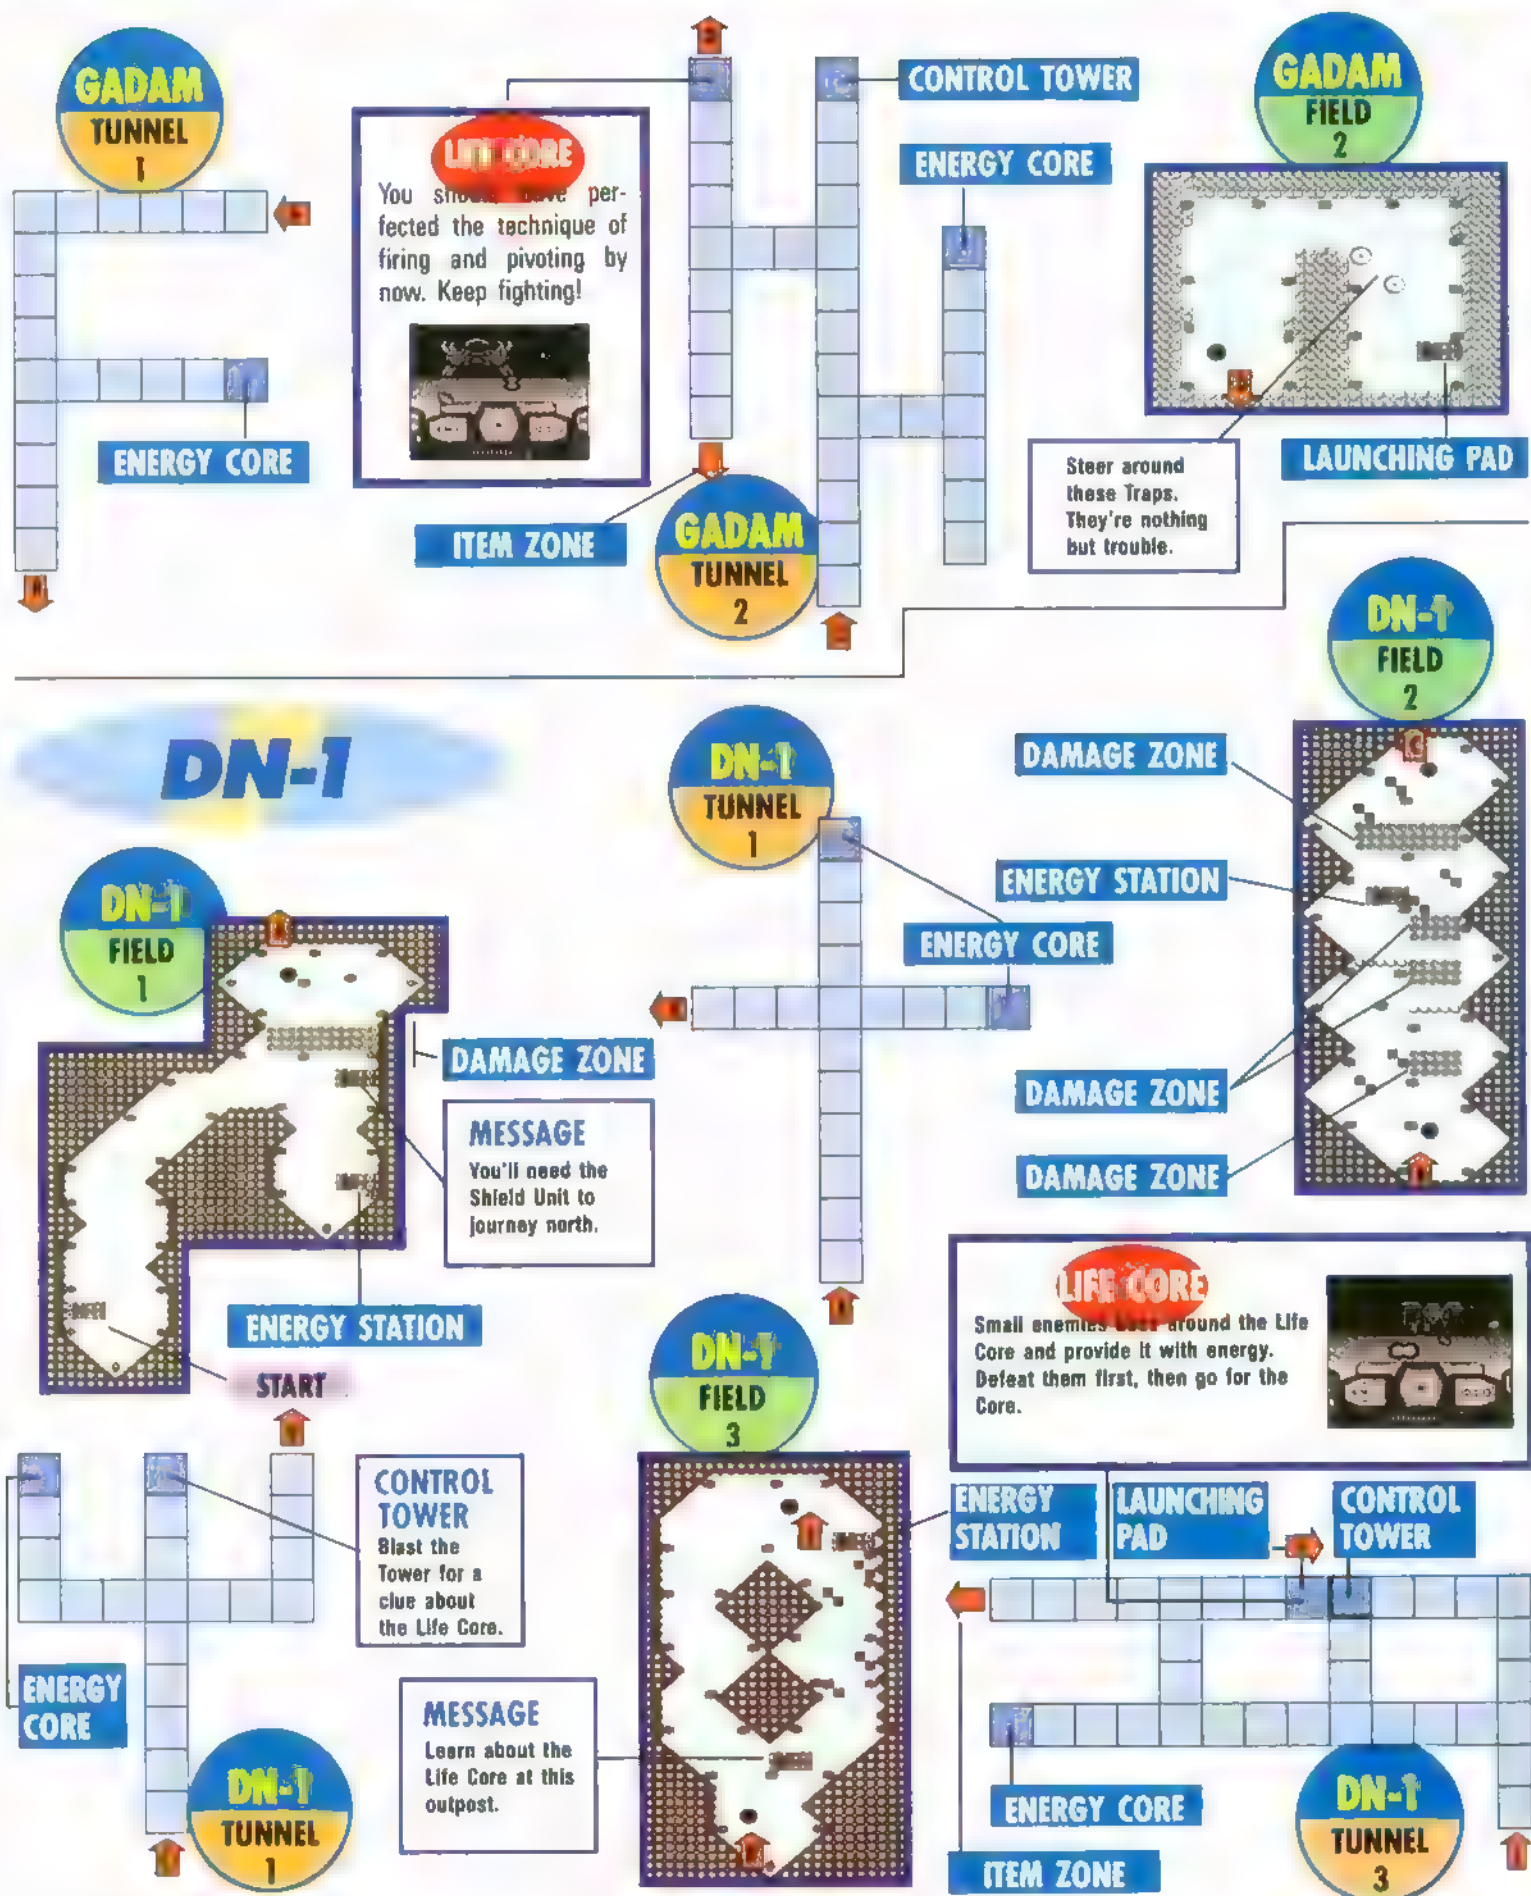 GADAM
TUNNEL
1
ENERGY CORE
LIFE CORE
You should have per-
fected the technique of
firing and pivoting by
now. Keep fighting!
ITEM ZONE
GADAM
TUNNEL
2
CONTROL TOWER
ENERGY CORE
GADAM
FIELD
2
Steer around
these Traps.
They're nothing
but trouble.
LAUNCHING PAD
DN-1
DN-1
FIELD
1
DAMAGE ZONE
MESSAGE
You'll need the
Shield Unit to
journey north.
ENERGY STATION
START
DN-1
TUNNEL
1
ENERGY CORE
DN-1
FIELD
2
DAMAGE ZONE
ENERGY STATION
DAMAGE ZONE
DAMAGE ZONE
CONTROL
TOWER
Blast the
Tower for a
clue about
the Life Core.
ENERGY
CORE
DN-1
TUNNEL
1
DN-1
FIELD
3
MESSAGE
Learn about the
Life Core at this
outpost.
LIFE CORE
Small enemies around the Life
Core and provide it with energy.
Defeat them first, then go for the
Core.
ENERGY
STATION
LAUNCHING
PAD
CONTROL
TOWER
ENERGY CORE
ITEM ZONE
DN-1
TUNNEL
3